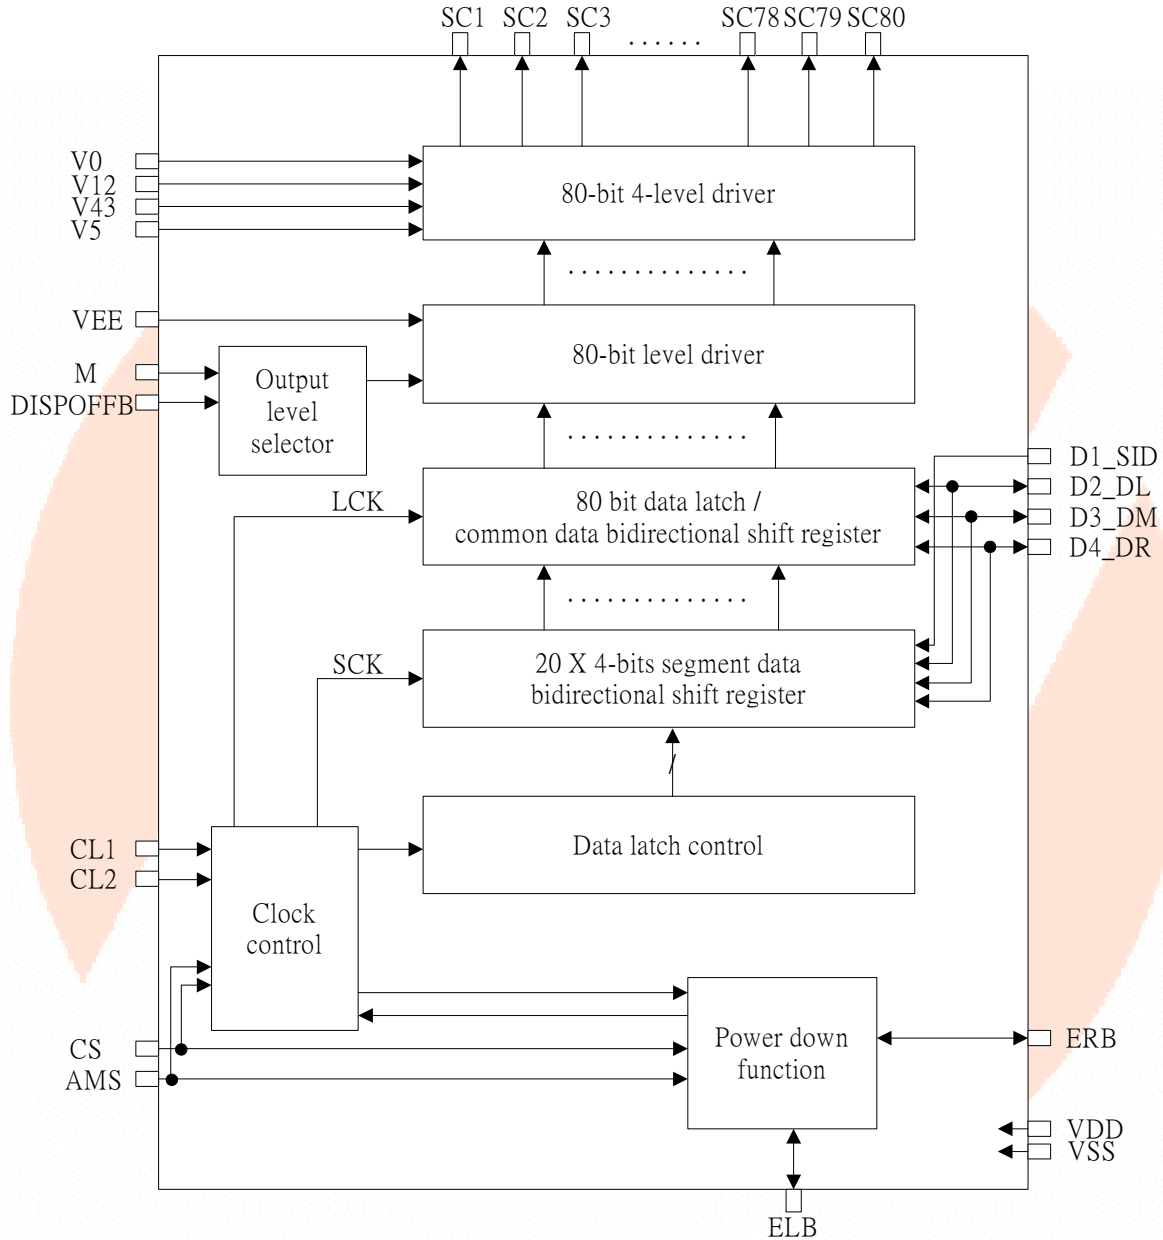 SC1 SC2 SC3 ...... SC78 SC79 SC80
V0
V12
V43
V5
80-bit 4-level driver
..............
VEE
80-bit level driver
M
DISPOFFB
Output
level
selector
..............
D1_SID
D2_DL
D3_DM
D4_DR
LCK
80 bit data latch /
common data bidirectional shift register
..............
SCK
20 X 4-bits segment data
bidirectional shift register
CL1
CL2
Data latch control
Clock
control
CS
AMS
Power down
function
ERB
VDD
VSS
ELB